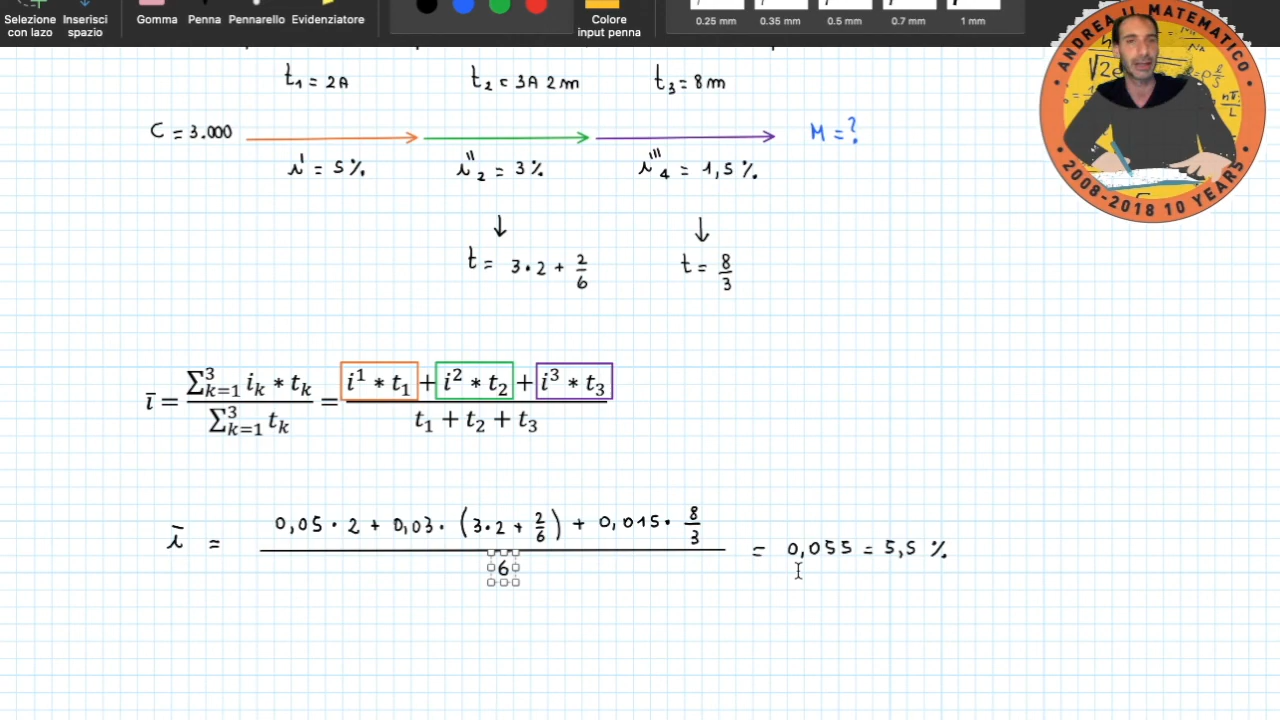 Selezione con lazo
Inserisci spazio
Gomma Penna Pennarello Evidenziatore
Colore input penna
0.25 mm 0.35 mm 0.5 mm 0.7 mm 1 mm
ANDREA IL MATEMATICO
2008-2018 10 YEARS
t₁ = 2A t₂ = 3A 2m t₃ = 8m
C = 3.000 M = ?
i' = 5% i''₂ = 3% i'''₄ = 1,5%
↓ ↓
t = 3·2 + 2/6 t = 8/3
ī = ∑³ₖ₌₁ iₖ * tₖ / ∑³ₖ₌₁ tₖ = i¹ * t₁ + i² * t₂ + i³ * t₃ / t₁ + t₂ + t₃
ī = 0,05 · 2 + 0,03 · (3·2 + 2/6) + 0,015 · 8/3 / 6 = 0,055 = 5,5 %